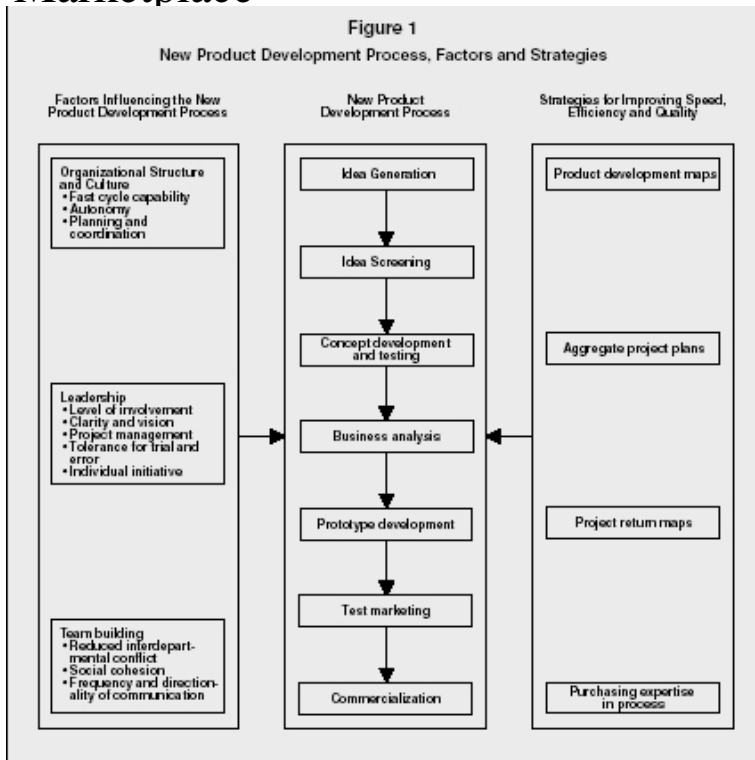 Marketplace
Figure 1
New Product Development Process, Factors and Strategies
Factors Influencing the New
Product Development Process
Organizational Structure
and Culture
• Fast cycle capability
• Autonomy
• Planning and
coordination
Leadership
• Level of involvement
• Clarity and vision
• Project management
• Tolerance for trial and
error
• Individual initiative
Team building
• Reduced interdepart-
mental conflict
• Social cohesion
• Frequency and direction-
ality of communication
New Product
Development Process
Idea Generation
Idea Screening
Concept development
and testing
Business analysis
Prototype development
Test marketing
Commercialization
Strategies for Improving Speed,
Efficiency and Quality
Product development maps
Aggregate project plans
Project return maps
Purchasing expertise
in process